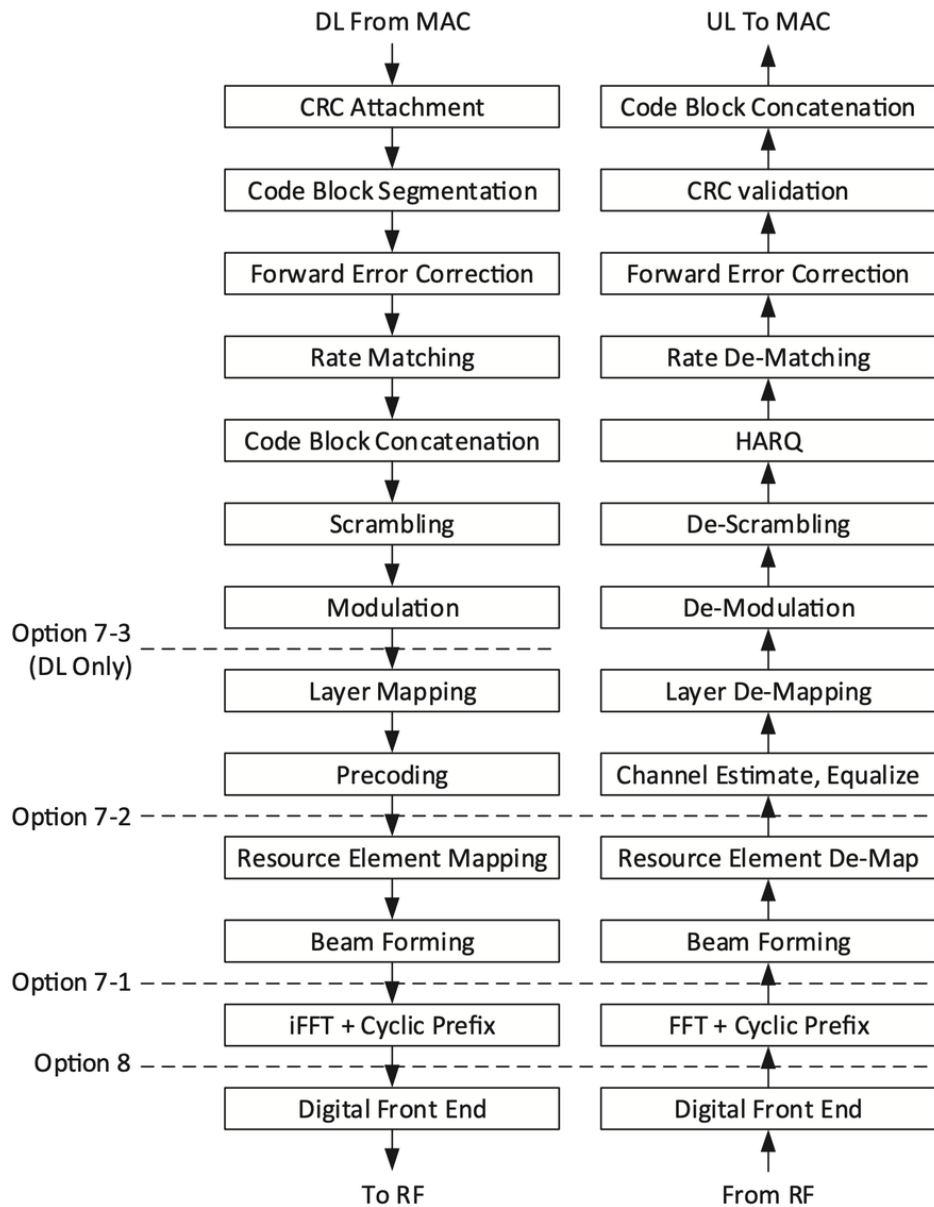 DL From MAC
UL To MAC
CRC Attachment
Code Block Concatenation
Code Block Segmentation
CRC validation
Forward Error Correction
Forward Error Correction
Rate Matching
Rate De-Matching
Code Block Concatenation
HARQ
Scrambling
De-Scrambling
Modulation
De-Modulation
Option 7-3
(DL Only)
Layer Mapping
Layer De-Mapping
Precoding
Channel Estimate, Equalize
Option 7-2
Resource Element Mapping
Resource Element De-Map
Beam Forming
Beam Forming
Option 7-1
iFFT + Cyclic Prefix
FFT + Cyclic Prefix
Option 8
Digital Front End
Digital Front End
To RF
From RF